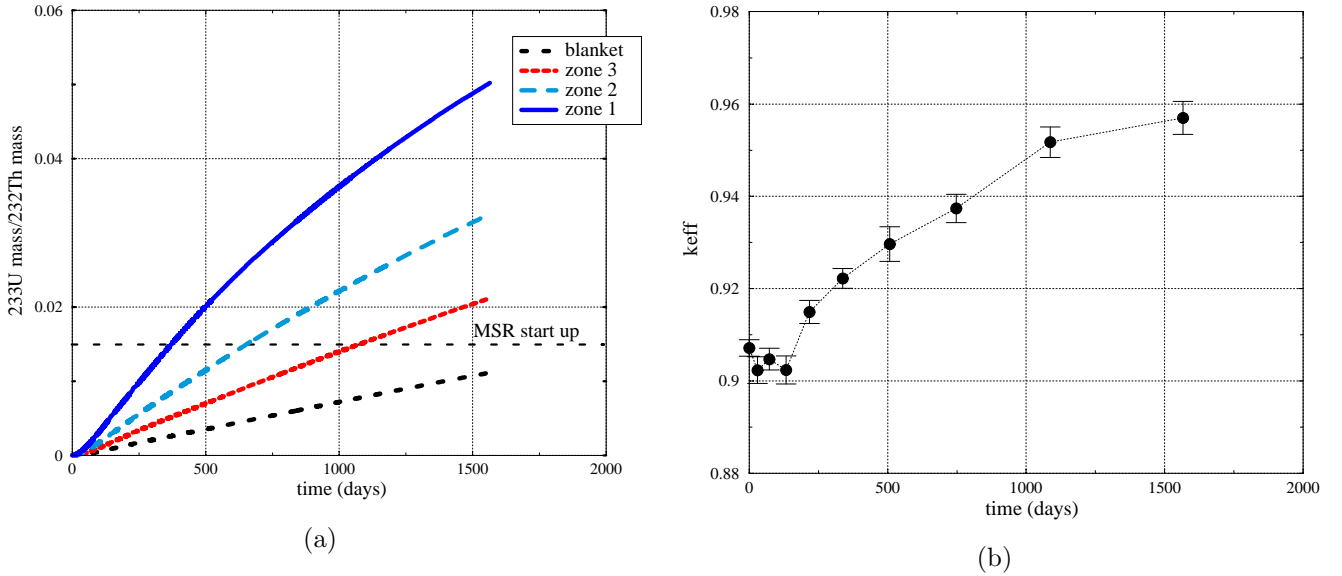 0.06
0.04
0.02
0
233U mass/232Th mass
blanket
zone 3
zone 2
zone 1
MSR start up
0 500 1000 1500 2000
time (days)
(a)
0.98
0.96
0.94
0.92
0.9
0.88
keff
0 500 1000 1500 2000
time (days)
(b)